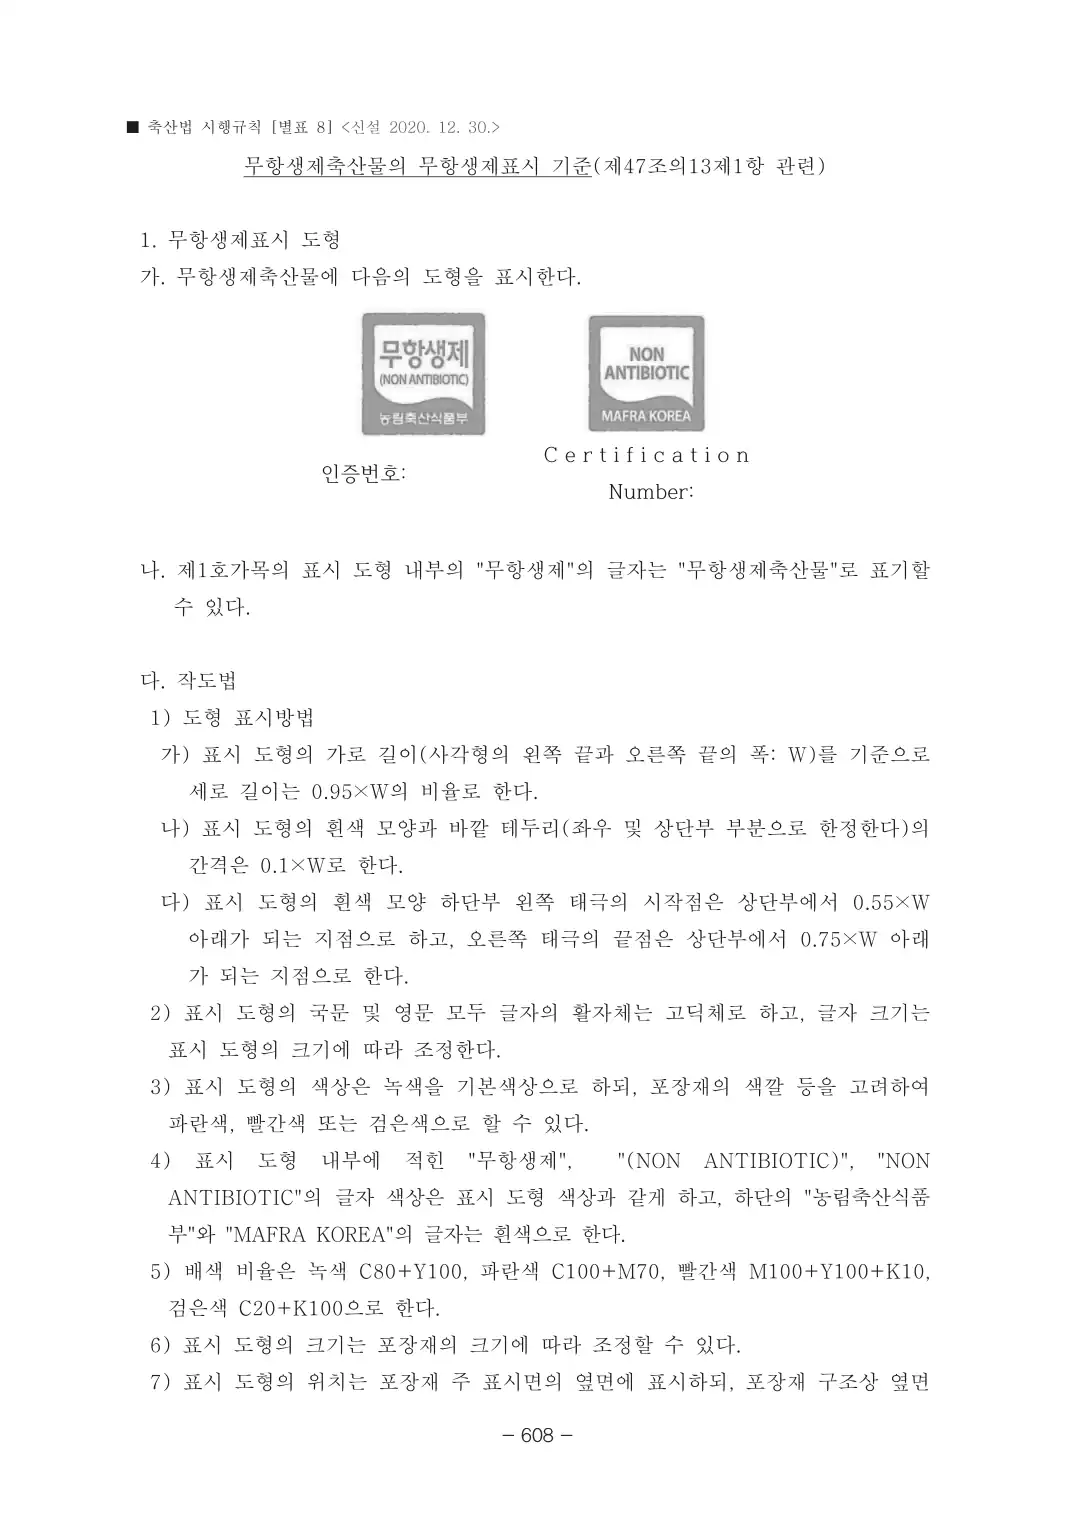 ■ 축산법 시행규칙 [별표 8] <신설 2020. 12. 30.>
무항생제축산물의 무항생제표시 기준(제47조의13제1항 관련)
1. 무항생제표시 도형
가. 무항생제축산물에 다음의 도형을 표시한다.
무항생제
(NON ANTIBIOTIC)
농림축산식품부
NON
ANTIBIOTIC
MAFRA KOREA
인증번호:
Certification
Number:
나. 제1호가목의 표시 도형 내부의 "무항생제"의 글자는 "무항생제축산물"로 표기할
수 있다.
다. 작도법
1) 도형 표시방법
가) 표시 도형의 가로 길이(사각형의 왼쪽 끝과 오른쪽 끝의 폭: W)를 기준으로
세로 길이는 0.95×W의 비율로 한다.
나) 표시 도형의 흰색 모양과 바깥 테두리(좌우 및 상단부 부분으로 한정한다)의
간격은 0.1×W로 한다.
다) 표시 도형의 흰색 모양 하단부 왼쪽 태극의 시작점은 상단부에서 0.55×W
아래가 되는 지점으로 하고, 오른쪽 태극의 끝점은 상단부에서 0.75×W 아래
가 되는 지점으로 한다.
2) 표시 도형의 국문 및 영문 모두 글자의 활자체는 고딕체로 하고, 글자 크기는
표시 도형의 크기에 따라 조정한다.
3) 표시 도형의 색상은 녹색을 기본색상으로 하되, 포장재의 색깔 등을 고려하여
파란색, 빨간색 또는 검은색으로 할 수 있다.
4) 표시 도형 내부에 적힌 "무항생제", "(NON ANTIBIOTIC)", "NON
ANTIBIOTIC"의 글자 색상은 표시 도형 색상과 같게 하고, 하단의 "농림축산식품
부"와 "MAFRA KOREA"의 글자는 흰색으로 한다.
5) 배색 비율은 녹색 C80+Y100, 파란색 C100+M70, 빨간색 M100+Y100+K10,
검은색 C20+K100으로 한다.
6) 표시 도형의 크기는 포장재의 크기에 따라 조정할 수 있다.
7) 표시 도형의 위치는 포장재 주 표시면의 옆면에 표시하되, 포장재 구조상 옆면
- 608 -